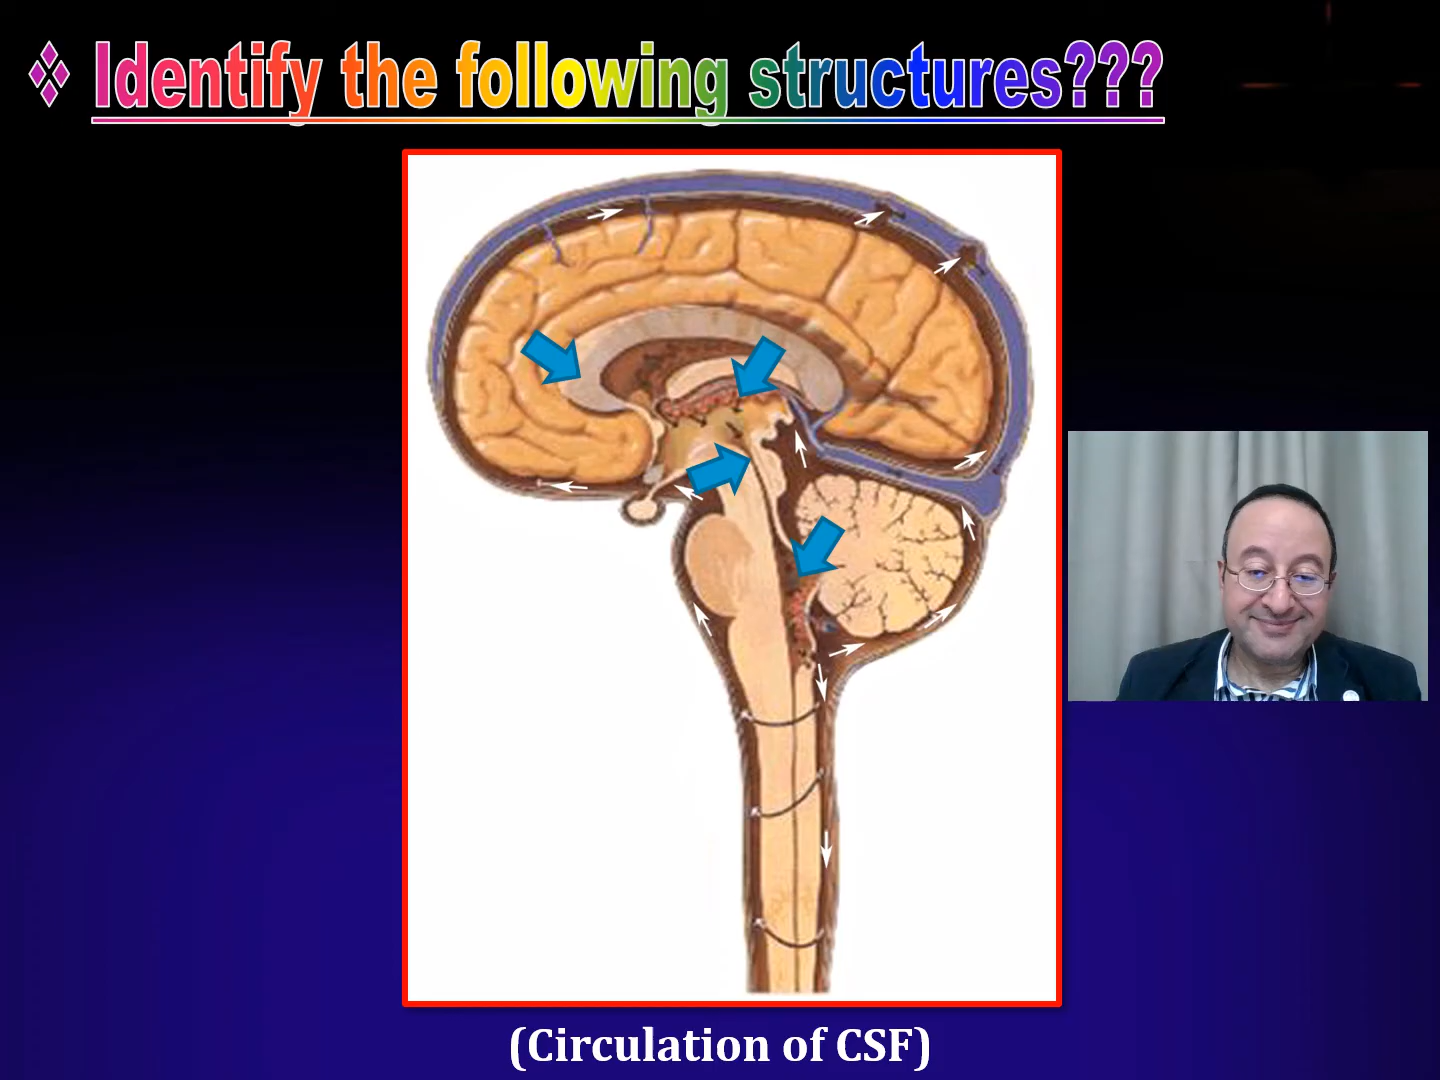 Identify the following structures???
(Circulation of CSF)